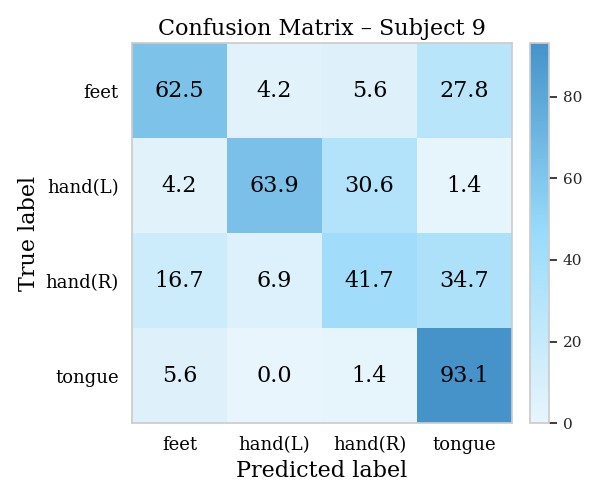 Confusion Matrix – Subject 9
feet 62.5 4.2 5.6 27.8
hand(L) 4.2 63.9 30.6 1.4
hand(R) 16.7 6.9 41.7 34.7
tongue 5.6 0.0 1.4 93.1
feet hand(L) hand(R) tongue
Predicted label
True label
80
60
40
20
0